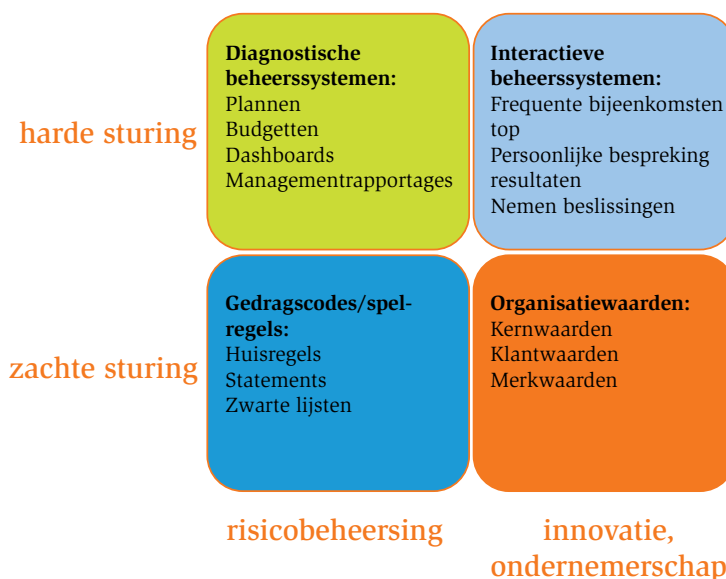 harde sturing
Diagnostische
beheerssystemen:
Plannen
Budgetten
Dashboards
Managementrapportages
Interactieve
beheerssystemen:
Frequente bijeenkomsten
top
Persoonlijke bespreking
resultaten
Nemen beslissingen
zachte sturing
Gedragscodes/spel-
regels:
Huisregels
Statements
Zwarte lijsten
Organisatiewaarden:
Kernwaarden
Klantwaarden
Merkwaarden
risicobeheersing
innovatie,
ondernemerschap